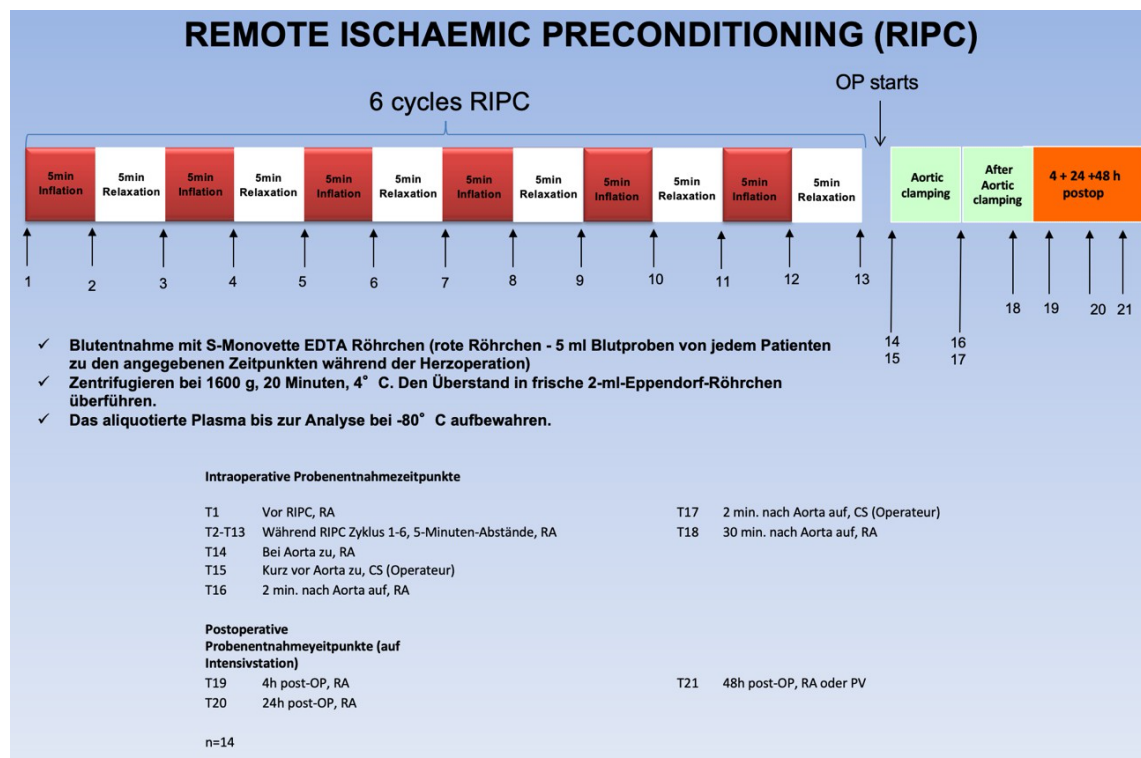 REMOTE ISCHAEMIC PRECONDITIONING (RIPC)
OP starts
6 cycles RIPC
5min
Inflation
5min
Relaxation
5min
Inflation
5min
Relaxation
5min
Inflation
5min
Relaxation
5min
Inflation
5min
Relaxation
5min
Inflation
5min
Relaxation
5min
Inflation
5min
Relaxation
Aortic
clamping
After
Aortic
clamping
4 + 24 +48 h
postop
1 2 3 4 5 6 7 8 9 10 11 12 13
18 19 20 21
14 16
15 17
✓ Blutentnahme mit S-Monovette EDTA Röhrchen (rote Röhrchen - 5 ml Blutproben von jedem Patienten
zu den angegebenen Zeitpunkten während der Herzoperation)
✓ Zentrifugieren bei 1600 g, 20 Minuten, 4° C. Den Überstand in frische 2-ml-Eppendorf-Röhrchen
überführen.
✓ Das aliquotierte Plasma bis zur Analyse bei -80° C aufbewahren.
Intraoperative Probenentnahmezeitpunkte
T1 Vor RIPC, RA
T2-T13 Während RIPC Zyklus 1-6, 5-Minuten-Abstände, RA
T14 Bei Aorta zu, RA
T15 Kurz vor Aorta zu, CS (Operateur)
T16 2 min. nach Aorta auf, RA
T17 2 min. nach Aorta auf, CS (Operateur)
T18 30 min. nach Aorta auf, RA
Postoperative
Probenentnahmeyeitpunkte (auf
Intensivstation)
T19 4h post-OP, RA
T20 24h post-OP, RA
T21 48h post-OP, RA oder PV
n=14